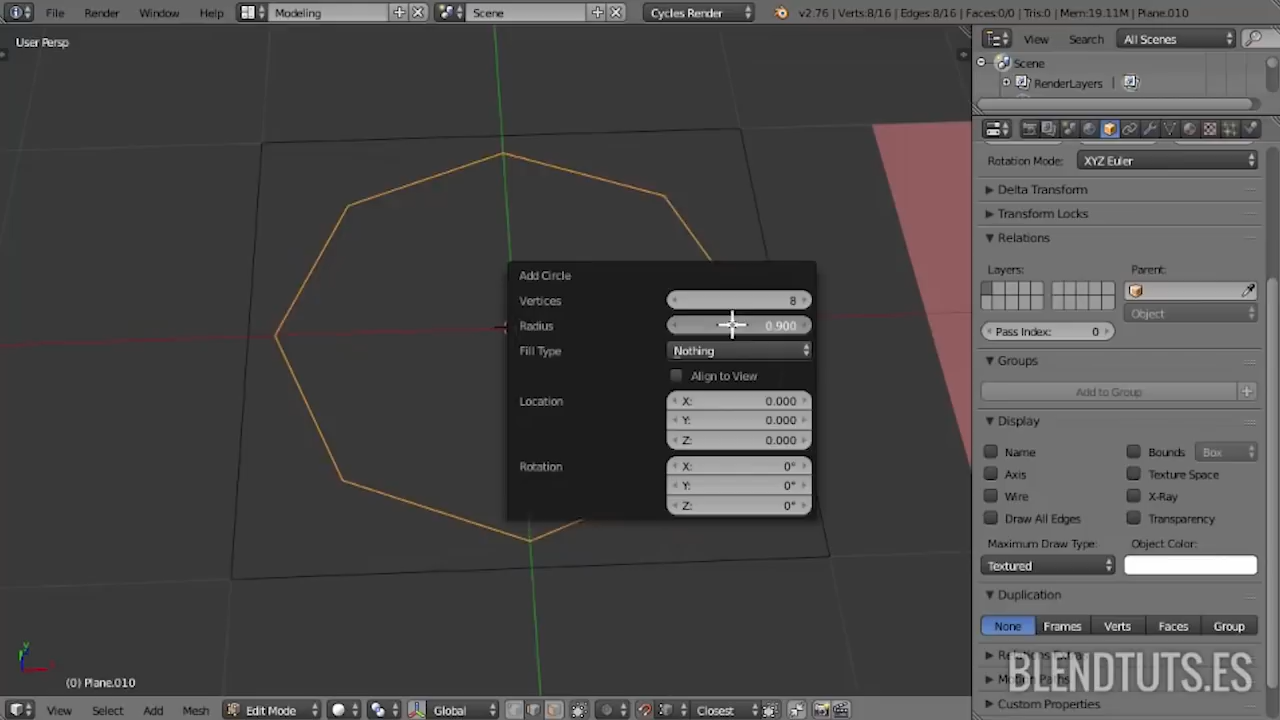 File Render Window Help Modeling Scene Cycles Render v2.76 | Verts:8/16 | Edges:8/16 | Faces:0/0 | Tris:0 | Mem:19.11M | Plane.010
User Persp
View Search All Scenes
Scene
RenderLayers
Rotation Mode: XYZ Euler
Delta Transform
Transform Locks
Relations
Layers: Parent:
Object
Pass Index: 0
Groups
Add to Group
Display
Name Bounds Box
Axis Texture Space
Wire X-Ray
Draw All Edges Transparency
Maximum Draw Type: Object Color:
Textured
Duplication
None Frames Verts Faces Group
Relations Extras
Motion Paths
Custom Properties
BLENDTUTS.ES
Add Circle
Vertices 8
Radius 0.900
Fill Type Nothing
Align to View
Location X: 0.000
Y: 0.000
Z: 0.000
Rotation X: 0°
Y: 0°
Z: 0°
(0) Plane.010
View Select Add Mesh Edit Mode Global Closest